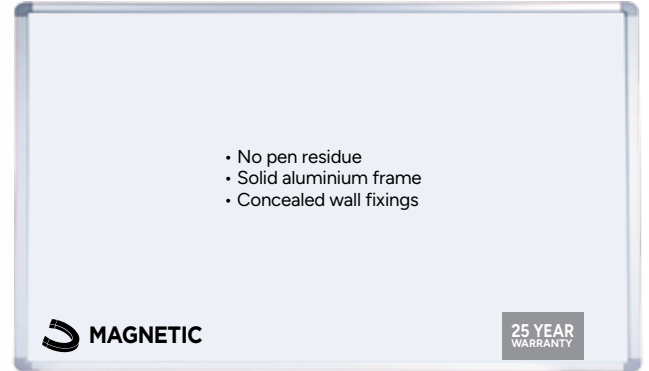 • No pen residue
• Solid aluminium frame
• Concealed wall fixings
MAGNETIC
25 YEAR
WARRANTY